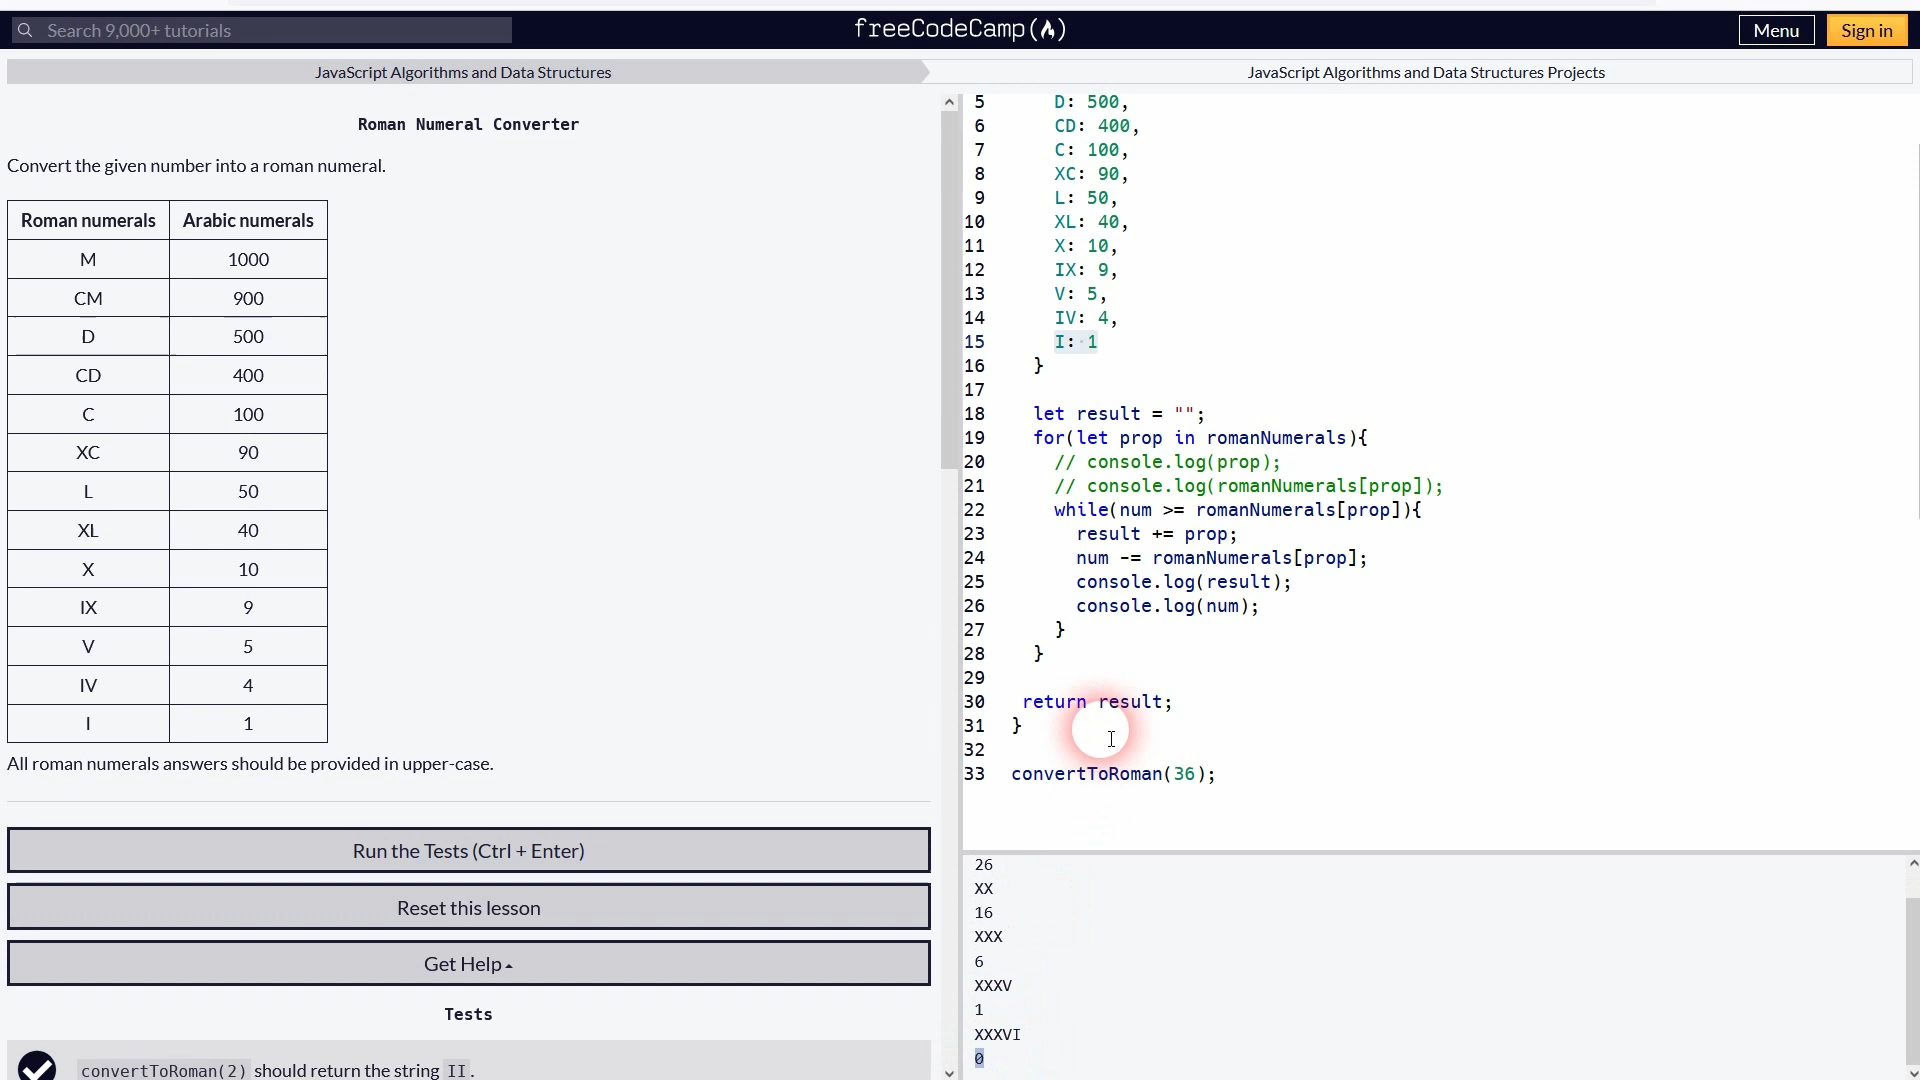 Search 9,000+ tutorials
freeCodeCamp
Menu
Sign in
JavaScript Algorithms and Data Structures
JavaScript Algorithms and Data Structures Projects
Roman Numeral Converter
Convert the given number into a roman numeral.
Roman numerals Arabic numerals
M 1000
CM 900
D 500
CD 400
C 100
XC 90
L 50
XL 40
X 10
IX 9
V 5
IV 4
I 1
All roman numerals answers should be provided in upper-case.
Run the Tests (Ctrl + Enter)
Reset this lesson
Get Help
Tests
convertToRoman(2) should return the string II.
5 D: 500,
6 CD: 400,
7 C: 100,
8 XC: 90,
9 L: 50,
10 XL: 40,
11 X: 10,
12 IX: 9,
13 V: 5,
14 IV: 4,
15 I: 1
16 }
17
18 let result = "";
19 for(let prop in romanNumerals){
20 // console.log(prop);
21 // console.log(romanNumerals[prop]);
22 while(num >= romanNumerals[prop]){
23 result += prop;
24 num -= romanNumerals[prop];
25 console.log(result);
26 console.log(num);
27 }
28 }
29
30 return result;
31 }
32
33 convertToRoman(36);
26
XX
16
XXX
6
XXXV
1
XXXVI
0